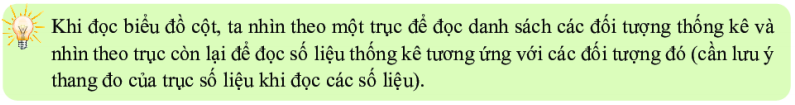 Khi đọc biểu đồ cột, ta nhìn theo một trục để đọc danh sách các đối tượng thống kê và
nhìn theo trục còn lại để đọc số liệu thống kê tương ứng với các đối tượng đó (cần lưu ý
thang đo của trục số liệu khi đọc các số liệu).